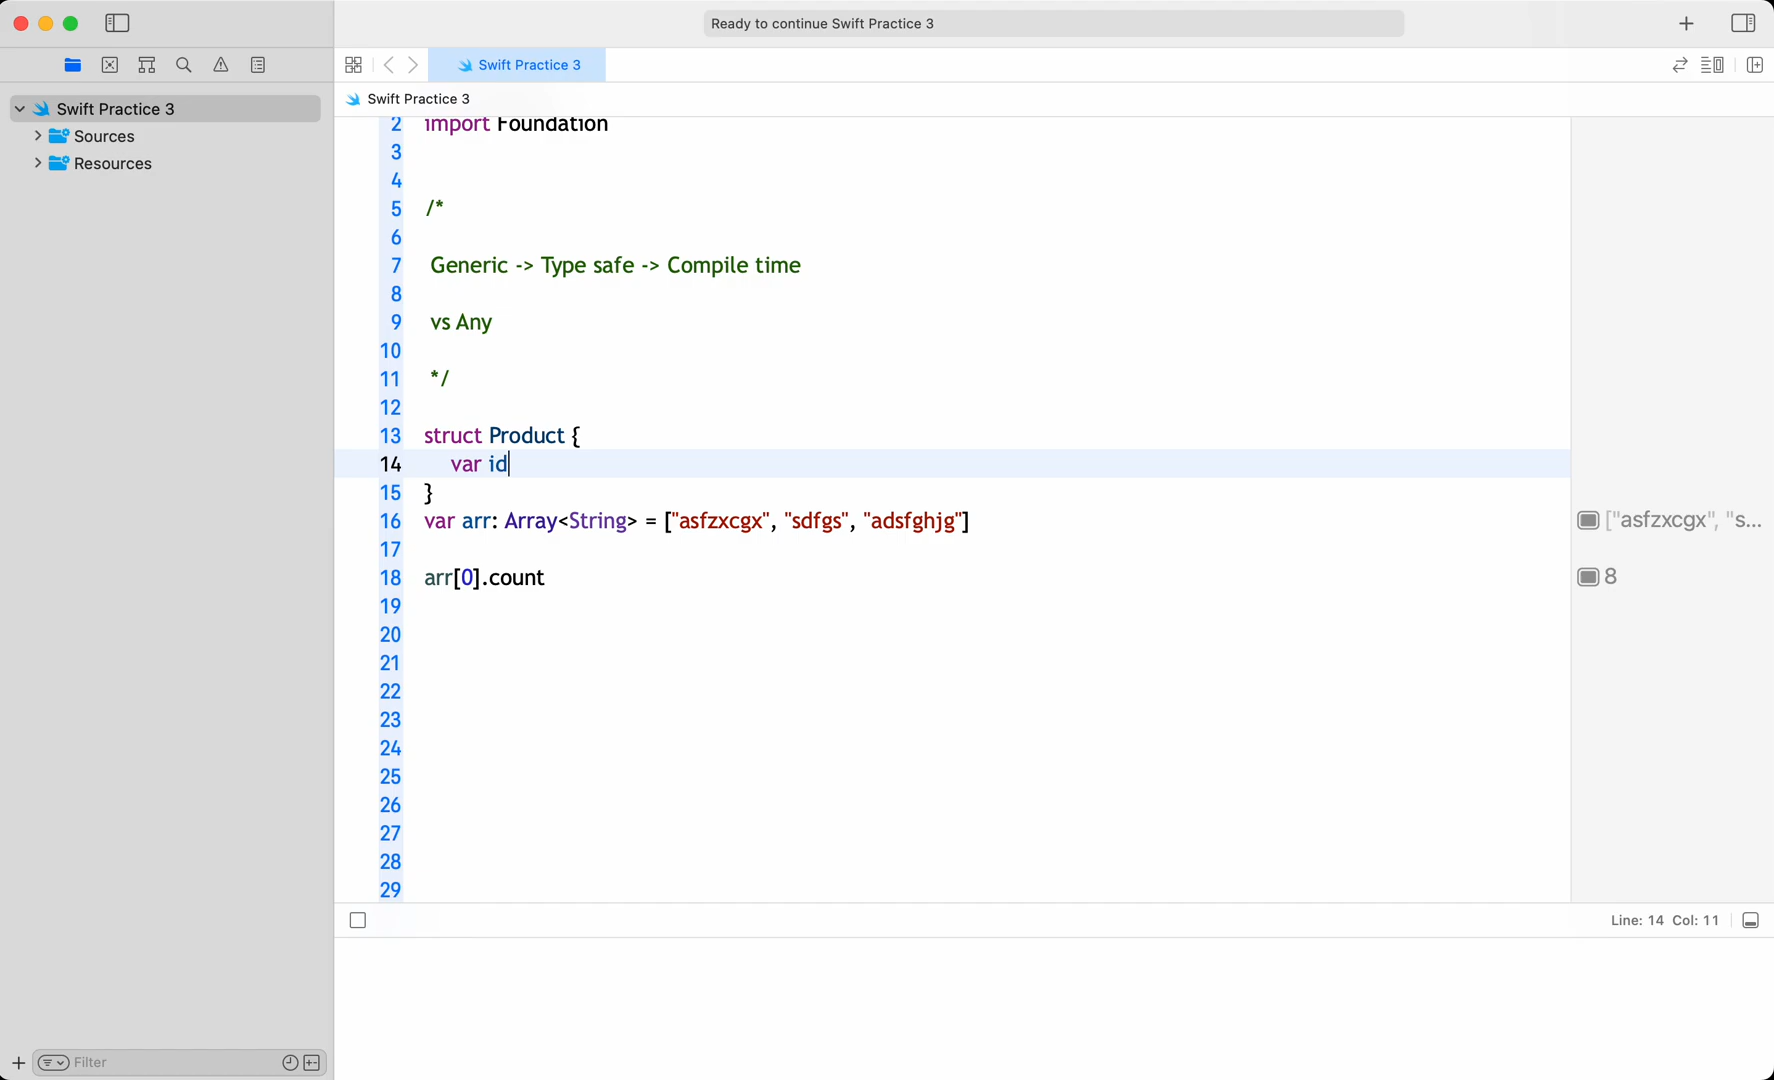 Ready to continue Swift Practice 3
Swift Practice 3
Swift Practice 3
Sources
Resources
Swift Practice 3
2 import Foundation
3
4
5 /*
6
7 Generic -> Type safe -> Compile time
8
9 vs Any
10
11 */
12
13 struct Product {
14 var id
15 }
16 var arr: Array<String> = ["asfzxcgx", "sdfgs", "adsfghjg"]
["asfzxcgx", "s...
17
18 arr[0].count
8
19
20
21
22
23
24
25
26
27
28
29
Line: 14 Col: 11
Filter